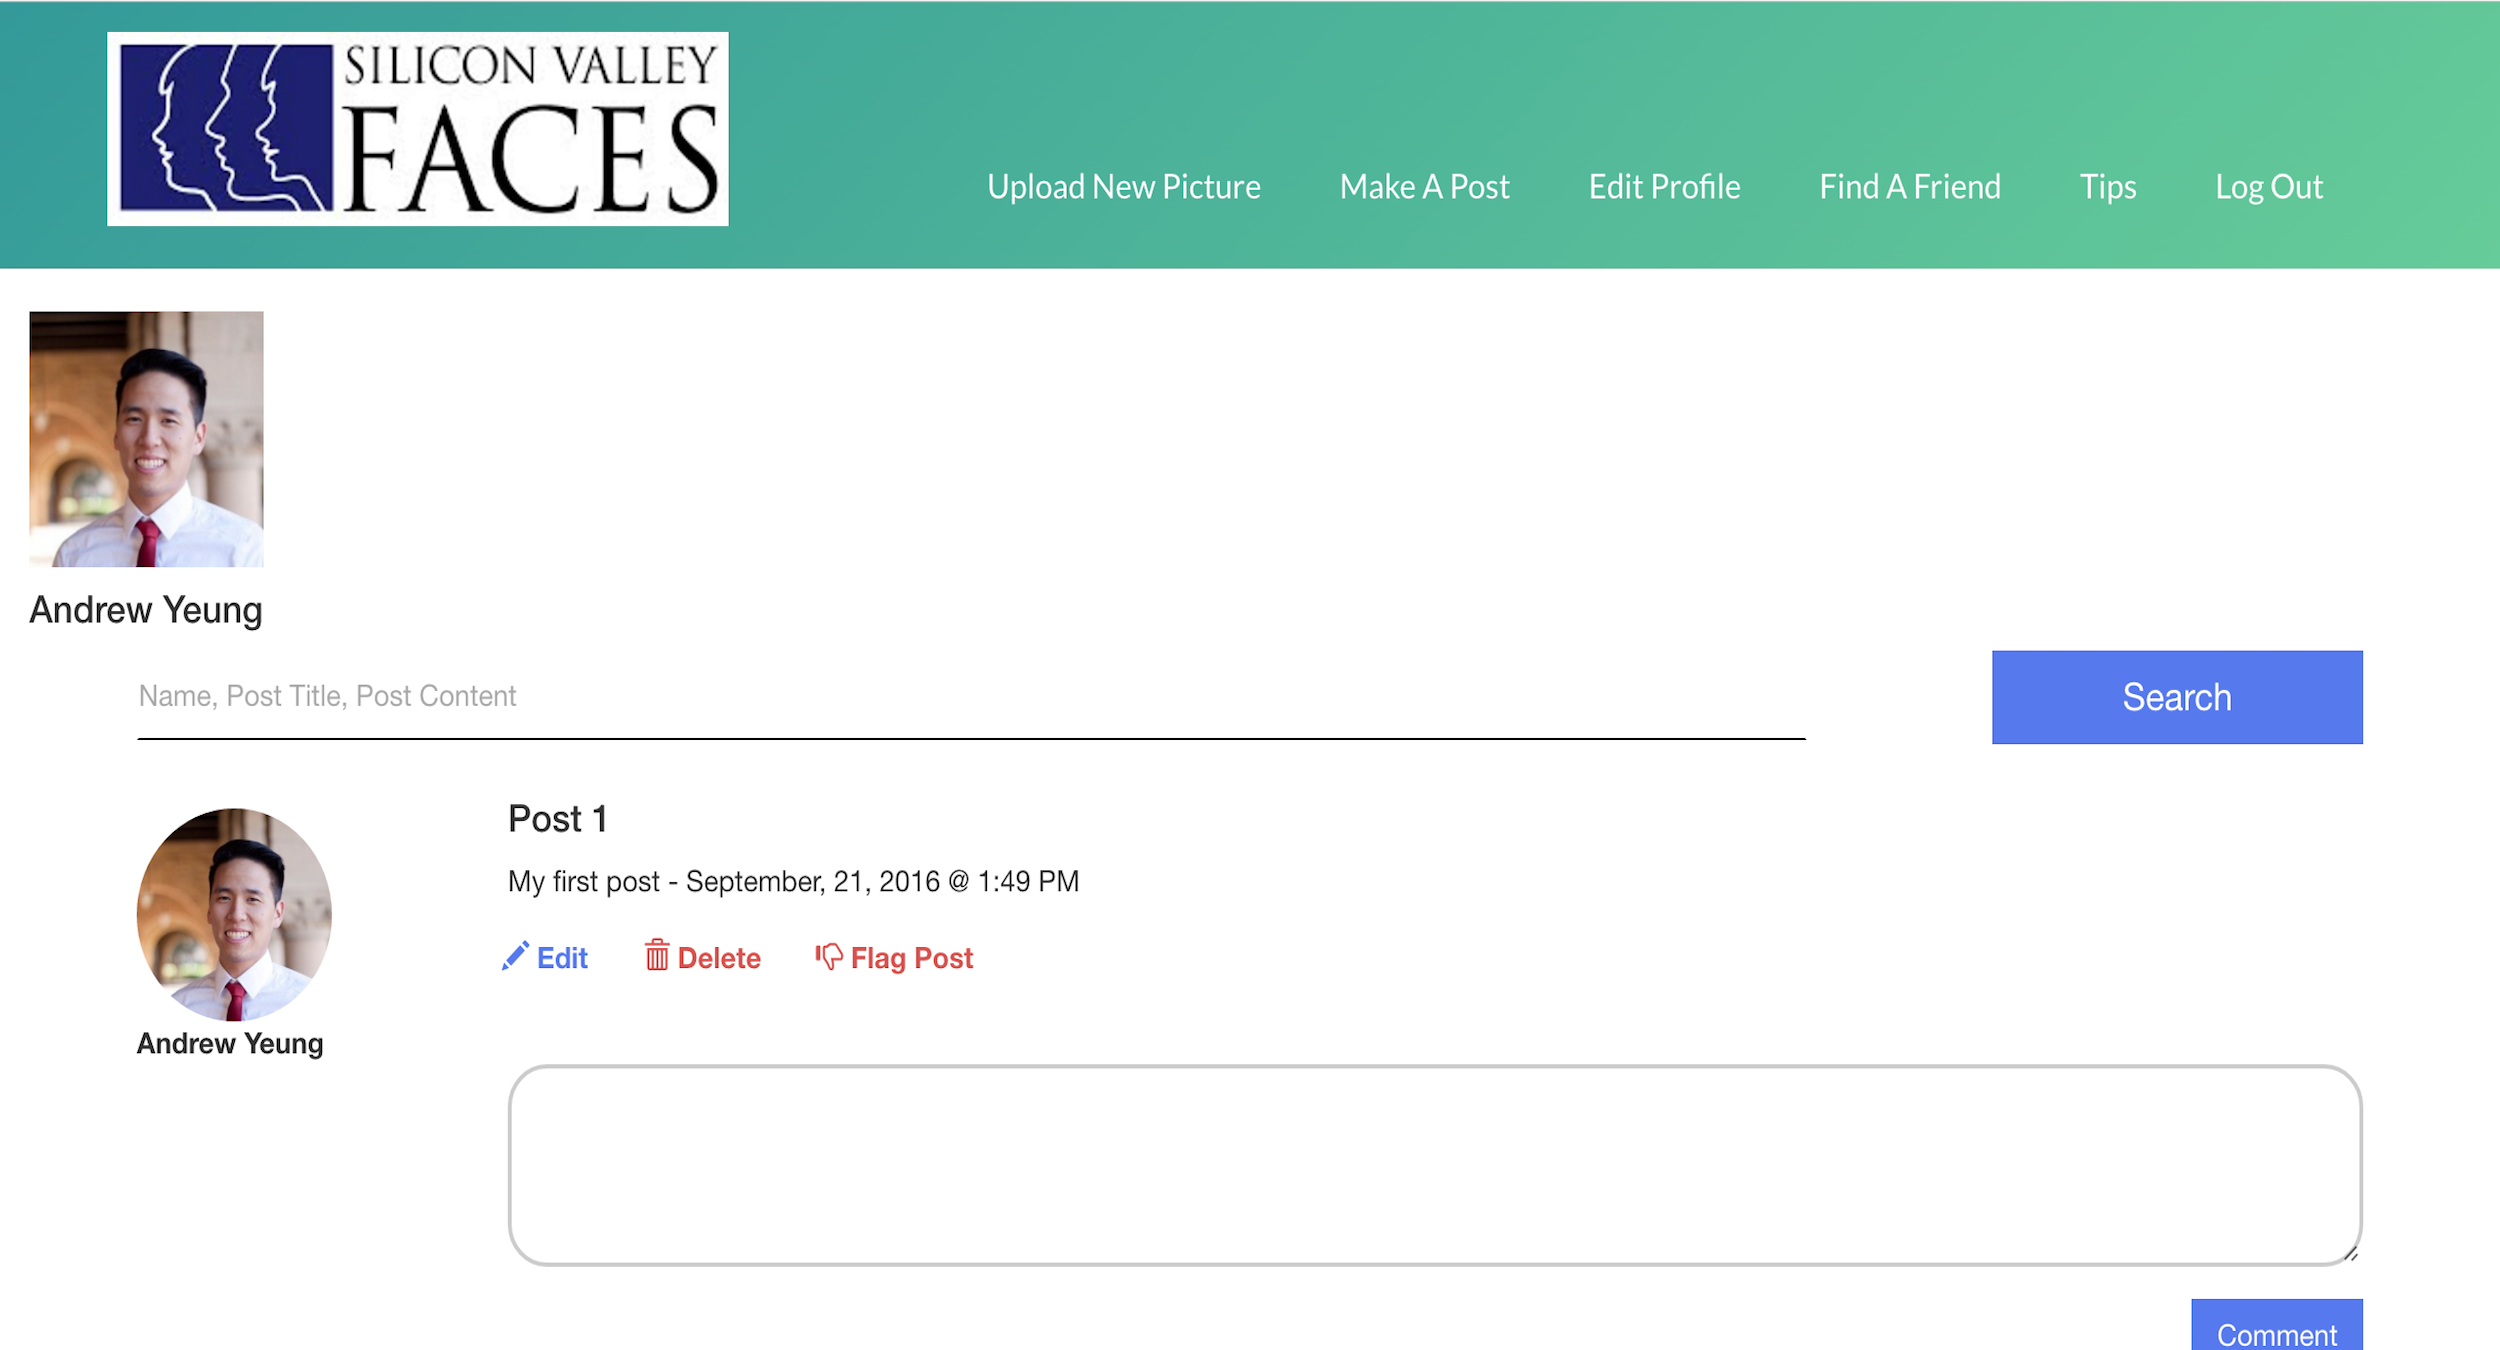 SILICON VALLEY
FACES
Upload New Picture Make A Post Edit Profile Find A Friend Tips Log Out
Andrew Yeung
Name, Post Title, Post Content
Search
Post 1
My first post - September, 21, 2016 @ 1:49 PM
Edit Delete Flag Post
Andrew Yeung
Comment